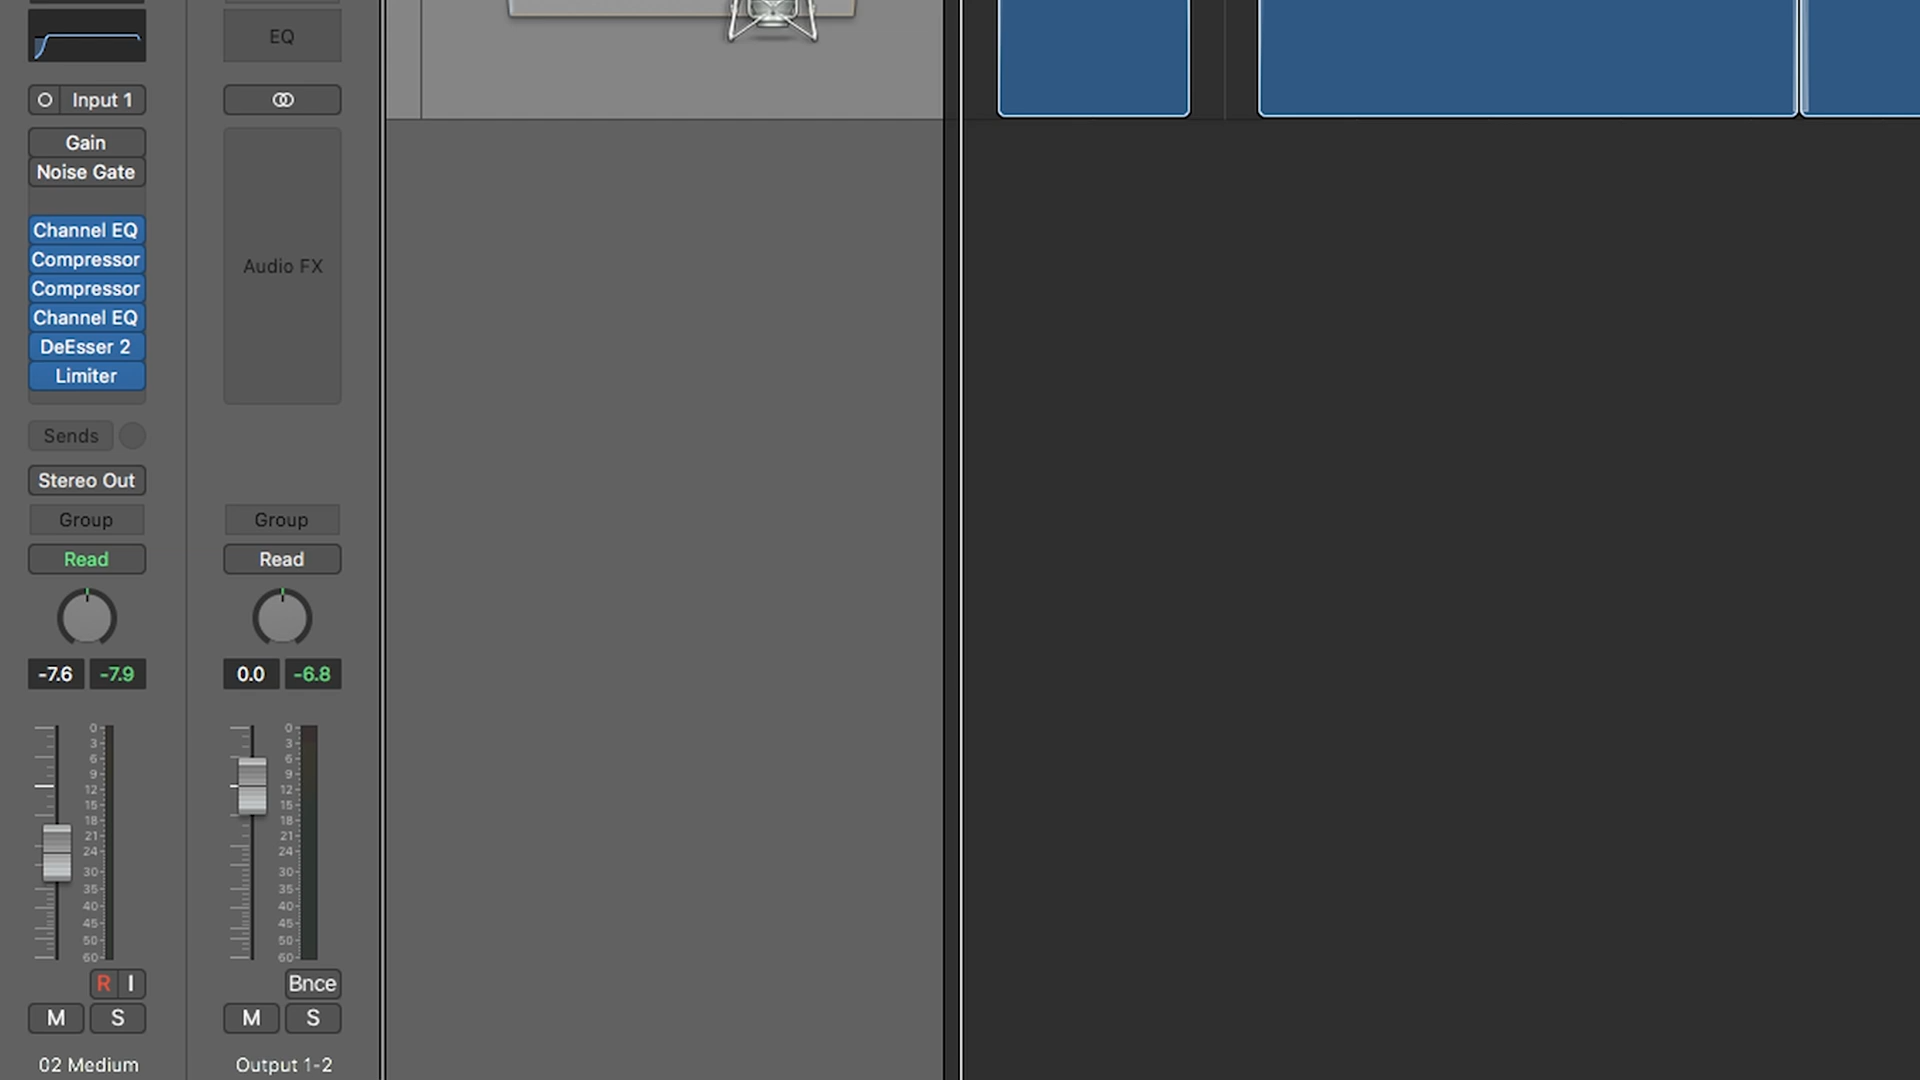 EQ
Input 1
Gain
Noise Gate
Channel EQ
Compressor
Compressor
Channel EQ
DeEsser 2
Limiter
Audio FX
Sends
Stereo Out
Group
Group
Read
Read
-7.6
-7.9
0.0
-6.8
0
3
6
9
12
15
18
21
24
30
35
40
45
50
60
0
3
6
9
12
15
18
21
24
30
35
40
45
50
60
R
I
Bnce
M
S
M
S
02 Medium
Output 1-2